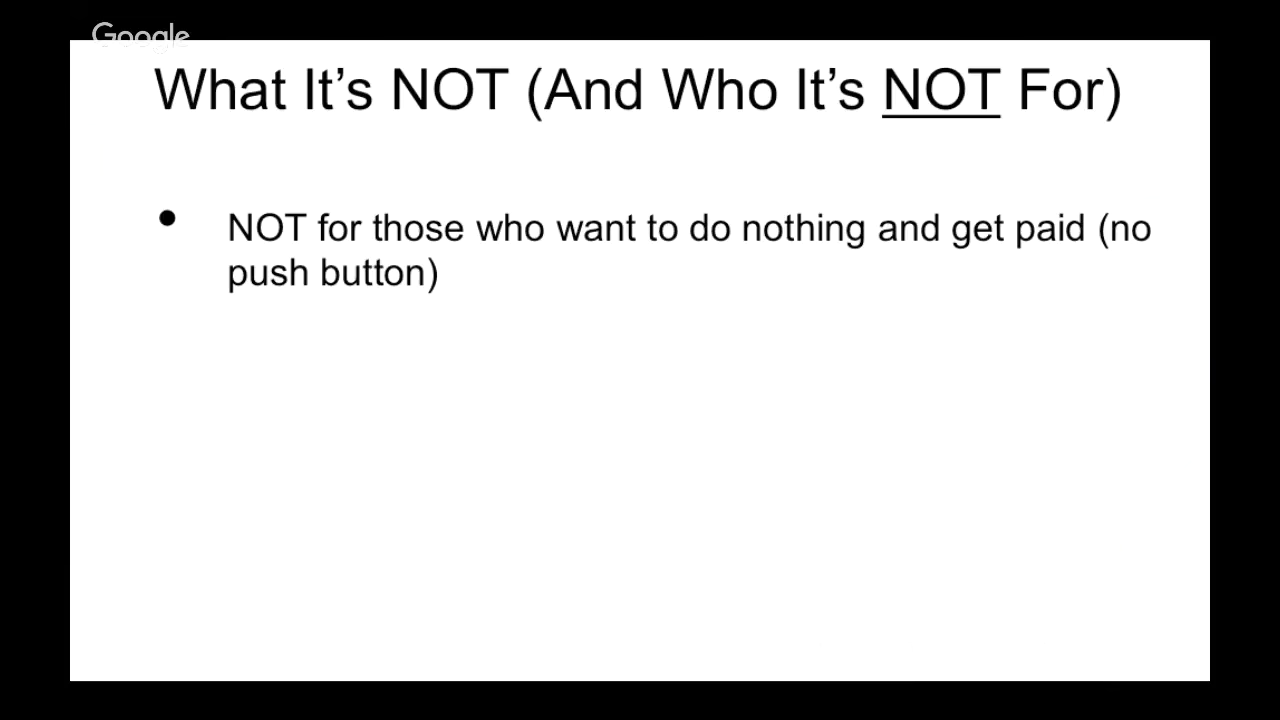 Google
What It’s NOT (And Who It’s NOT For)
• NOT for those who want to do nothing and get paid (no
push button)